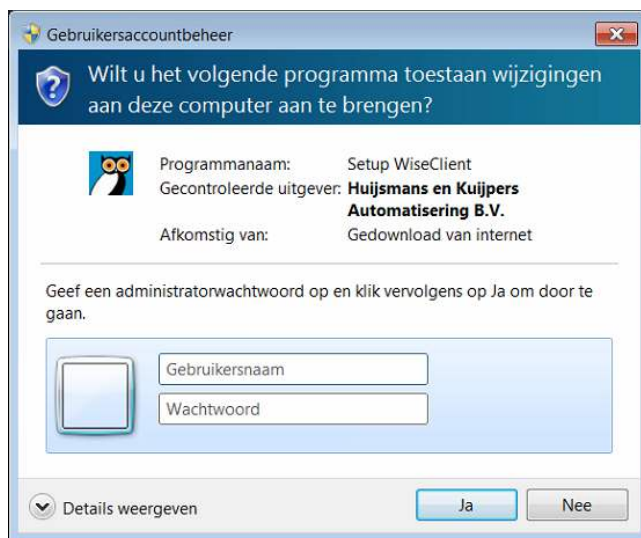 Gebruikersaccountbeheer
Wilt u het volgende programma toestaan wijzigingen
aan deze computer aan te brengen?
Programmanaam: Setup WiseClient
Gecontroleerde uitgever: Huijsmans en Kuijpers
Automatisering B.V.
Afkomstig van: Gedownload van internet
Geef een administratorwachtwoord op en klik vervolgens op Ja om door te
gaan.
Gebruikersnaam
Wachtwoord
Details weergeven Ja Nee